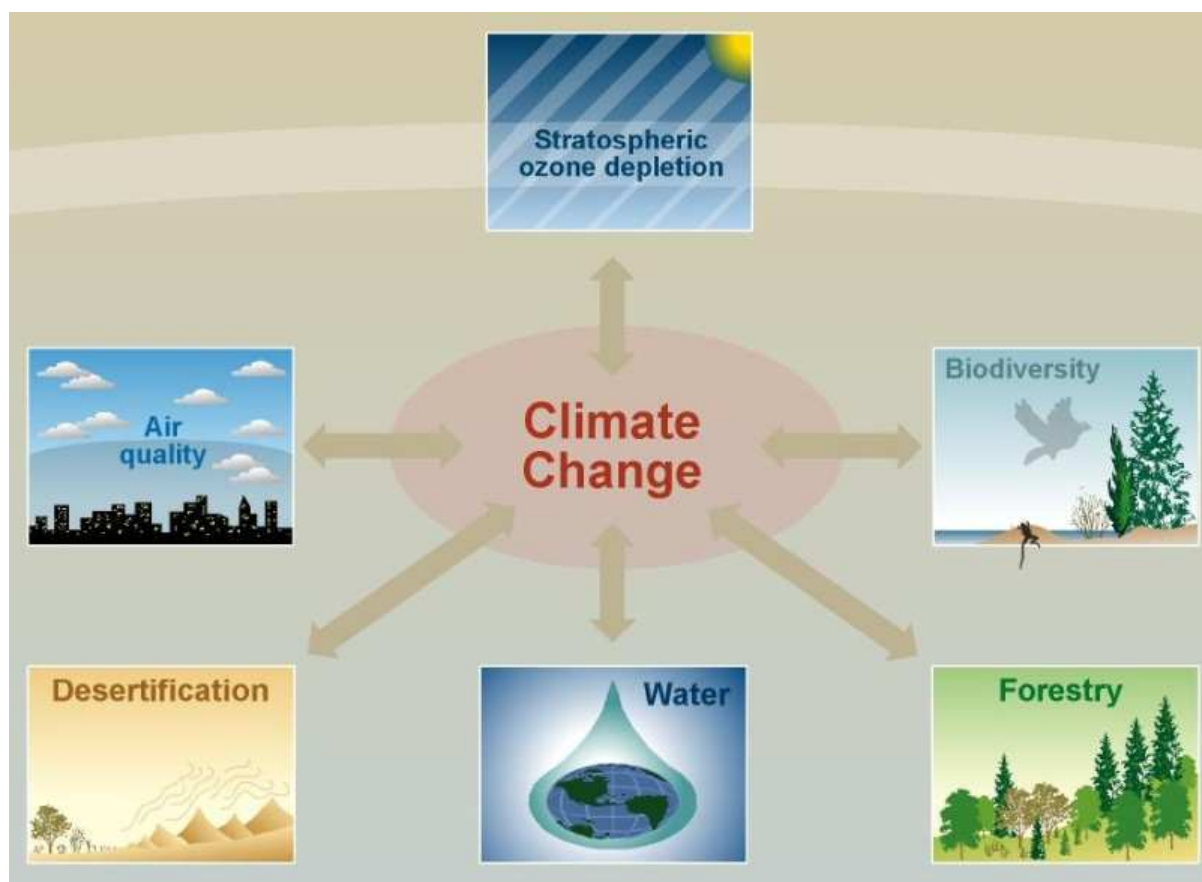 Stratospheric
ozone depletion
Air
quality
Climate
Change
Biodiversity
Desertification
Water
Forestry